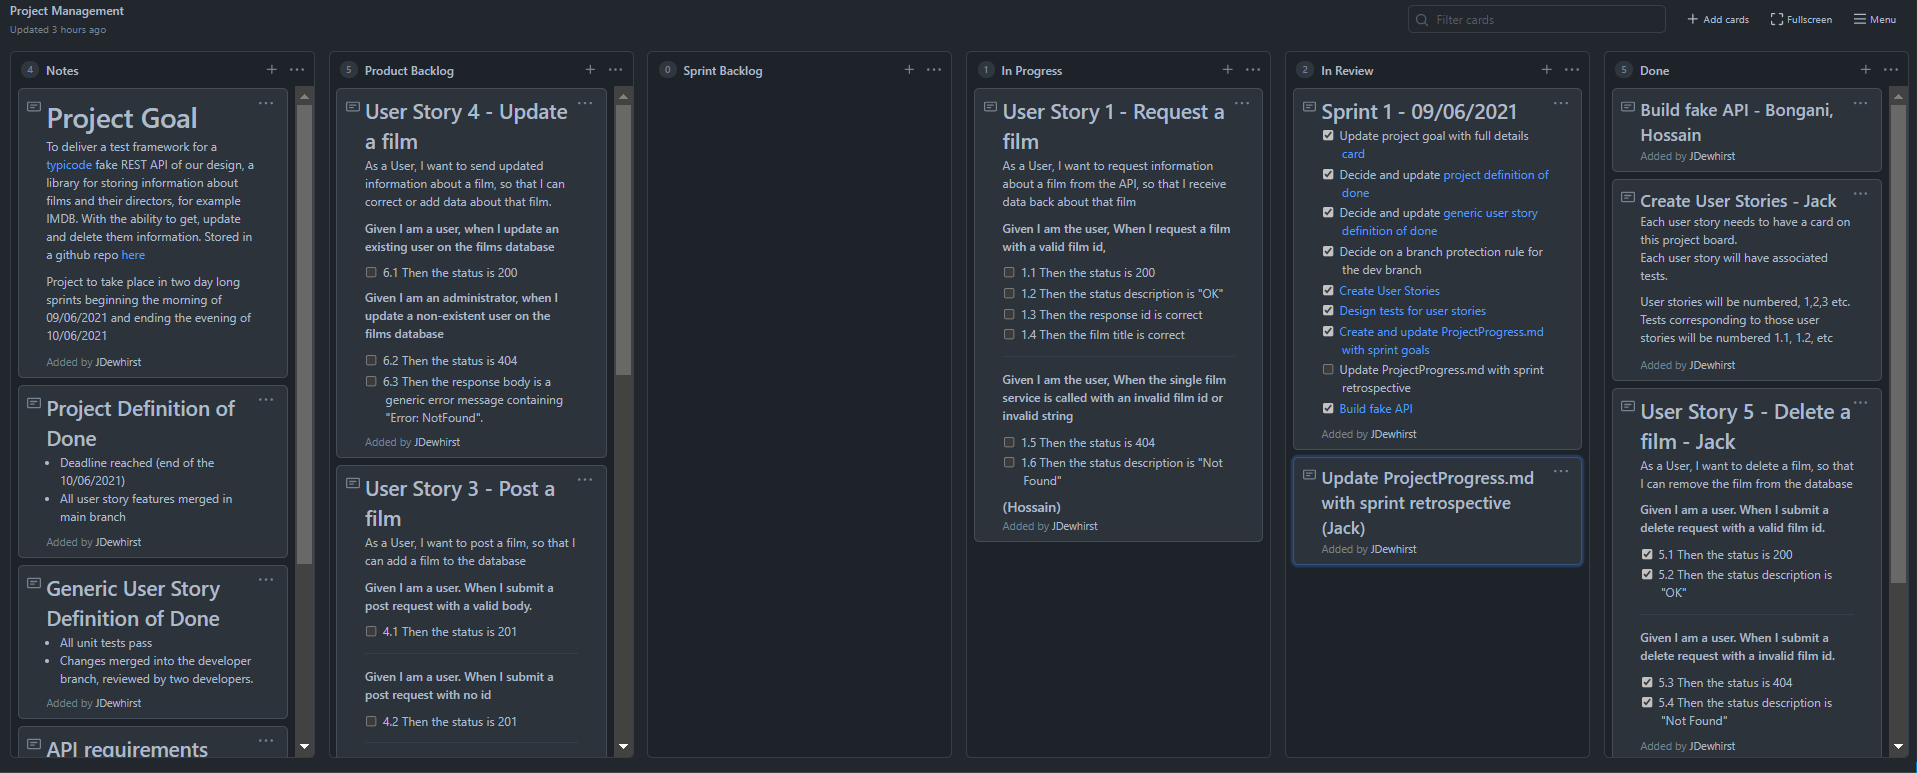 Project Management
Updated 3 hours ago
Filter cards
Add cards
Fullscreen
Menu
4 Notes
Project Goal
To deliver a test framework for a
typicode fake REST API of our design, a
library for storing information about
films and their directors, for example
IMDB. With the ability to get, update
and delete them information. Stored in
a github repo here
Project to take place in two day long
sprints beginning the morning of
09/06/2021 and ending the evening of
10/06/2021
Added by JDewhirst
Project Definition of
Done
Deadline reached (end of the
10/06/2021)
All user story features merged in
main branch
Added by JDewhirst
Generic User Story
Definition of Done
All unit tests pass
Changes merged into the developer
branch, reviewed by two developers.
Added by JDewhirst
API requirements
5 Product Backlog
User Story 4 - Update
a film
As a User, I want to send updated
information about a film, so that I can
correct or add data about that film.
Given I am a user, when I update an
existing user on the films database
6.1 Then the status is 200
Given I am an administrator, when I
update a non-existent user on the
films database
6.2 Then the status is 404
6.3 Then the response body is a
generic error message containing
"Error: NotFound".
Added by JDewhirst
User Story 3 - Post a
film
As a User, I want to post a film, so that I
can add a film to the database
Given I am a user. When I submit a
post request with a valid body.
4.1 Then the status is 201
Given I am a user. When I submit a
post request with no id
4.2 Then the status is 201
0 Sprint Backlog
1 In Progress
User Story 1 - Request a
film
As a User, I want to request information
about a film from the API, so that I receive
data back about that film
Given I am the user, When I request a film
with a valid film id,
1.1 Then the status is 200
1.2 Then the status description is "OK"
1.3 Then the response id is correct
1.4 Then the film title is correct
Given I am the user, When the single film
service is called with an invalid film id or
invalid string
1.5 Then the status is 404
1.6 Then the status description is "Not
Found"
(Hossain)
Added by JDewhirst
2 In Review
Sprint 1 - 09/06/2021
Update project goal with full details
card
Decide and update project definition of
done
Decide and update generic user story
definition of done
Decide on a branch protection rule for
the dev branch
Create User Stories
Design tests for user stories
Create and update ProjectProgress.md
with sprint goals
Update ProjectProgress.md with sprint
retrospective
Build fake API
Added by JDewhirst
Update ProjectProgress.md
with sprint retrospective
(Jack)
Added by JDewhirst
5 Done
Build fake API - Bongani,
Hossain
Added by JDewhirst
Create User Stories - Jack
Each user story needs to have a card on
this project board.
Each user story will have associated
tests.
User stories will be numbered, 1,2,3 etc.
Tests corresponding to those user
stories will be numbered 1.1, 1.2, etc
Added by JDewhirst
User Story 5 - Delete a
film - Jack
As a User, I want to delete a film, so that
I can remove the film from the database
Given I am a user. When I submit a
delete request with a valid film id.
5.1 Then the status is 200
5.2 Then the status description is
"OK"
Given I am a user. When I submit a
delete request with a invalid film id.
5.3 Then the status is 404
5.4 Then the status description is
"Not Found"
Added by JDewhirst